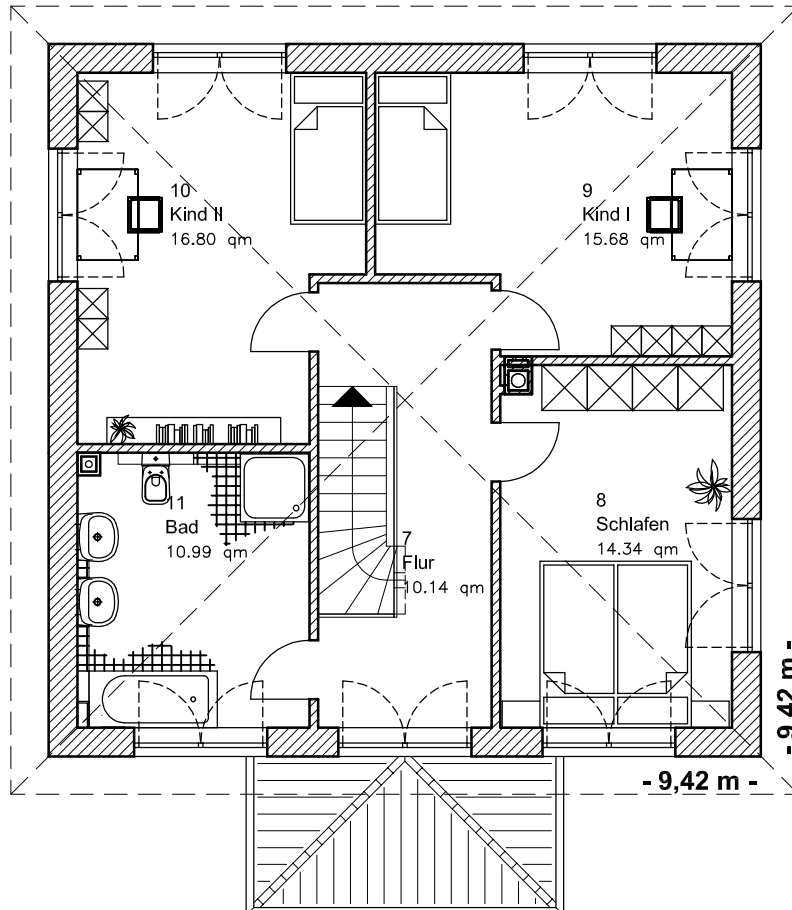 10
Kind II
16.80 qm
9
Kind I
15.68 qm
11
Bad
10.99 qm
7
Flur
10.14 qm
8
Schlafen
14.34 qm
- 9,42 m -
- 9,42 m -